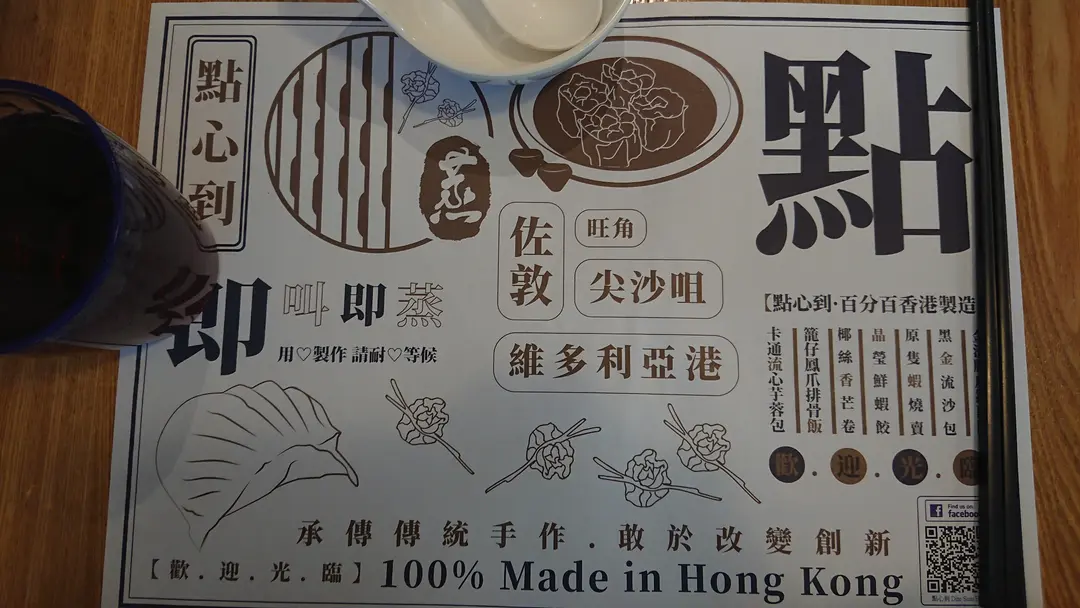 點心到
蒸
點
佐敦
旺角
尖沙咀
維多利亞港
即
叫即蒸
用♡製作 請耐♡等候
【點心到·百分百香港製造
黑金流沙包
原隻蝦燒賣
晶瑩鮮蝦餃
椰絲香芒卷
籠仔鳳爪排骨飯
卡通流心芋蓉包
歡.迎.光.臨
承傳傳統手作.敢於改變創新
【歡.迎.光.臨】100% Made in Hong Kong
Find us on
facebook